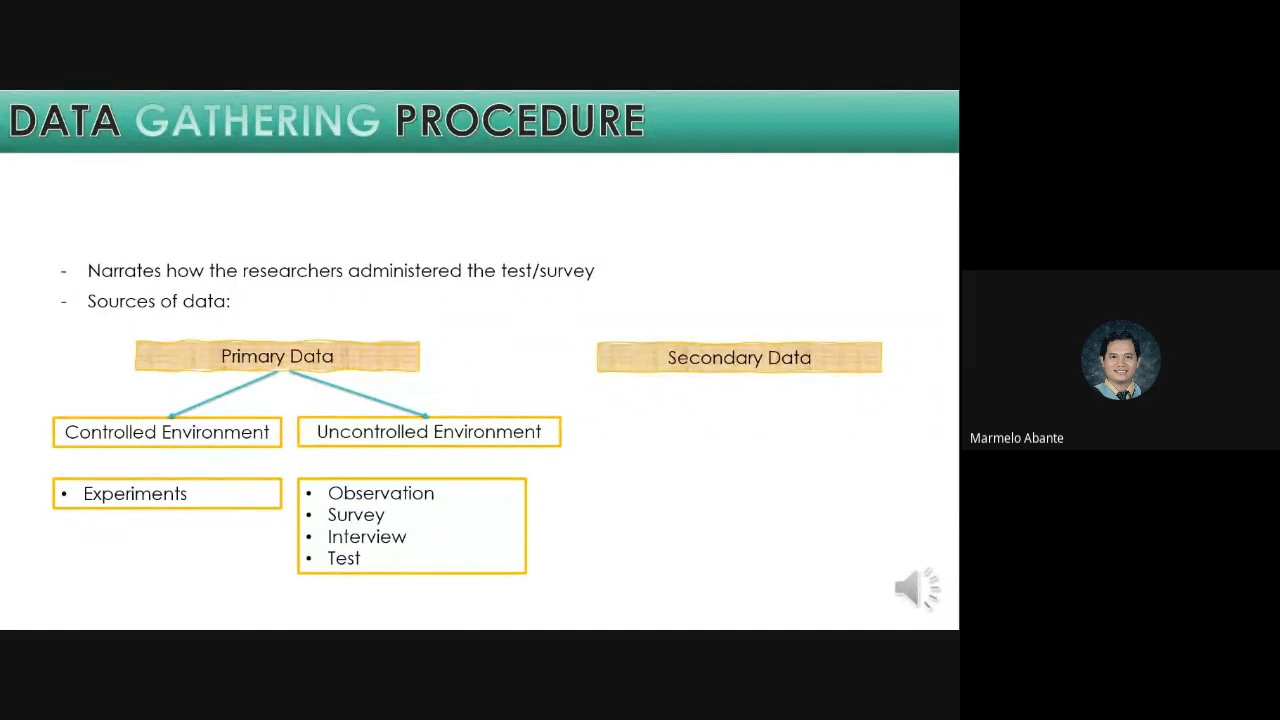 DATA GATHERING PROCEDURE
- Narrates how the researchers administered the test/survey
- Sources of data:
Primary Data
Secondary Data
Controlled Environment
Uncontrolled Environment
• Experiments
• Observation
• Survey
• Interview
• Test
Marmelo Abante